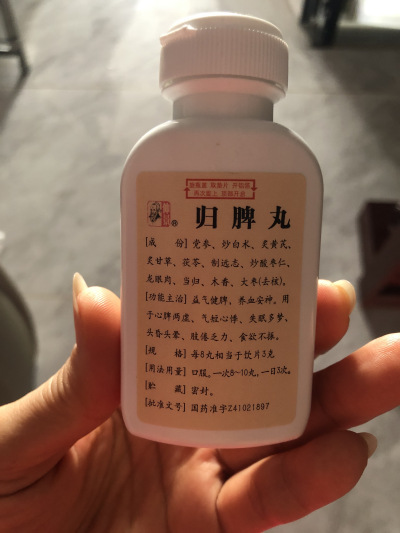 归脾丸
®
[成 份]党参、炒白术、炙黄芪、
炙甘草、茯苓、制远志、炒酸枣仁、
龙眼肉、当归、木香、大枣(去核)。
[功能主治]益气健脾，养血安神。用
于心脾两虚，气短心悸，失眠多梦，
头昏头晕，肢倦乏力，食欲不振。
[规 格]每8丸相当于饮片3克
[用法用量]口服。一次8~10丸，一日3次。
[贮 藏]密封。
[批准文号]国药准字Z41021897